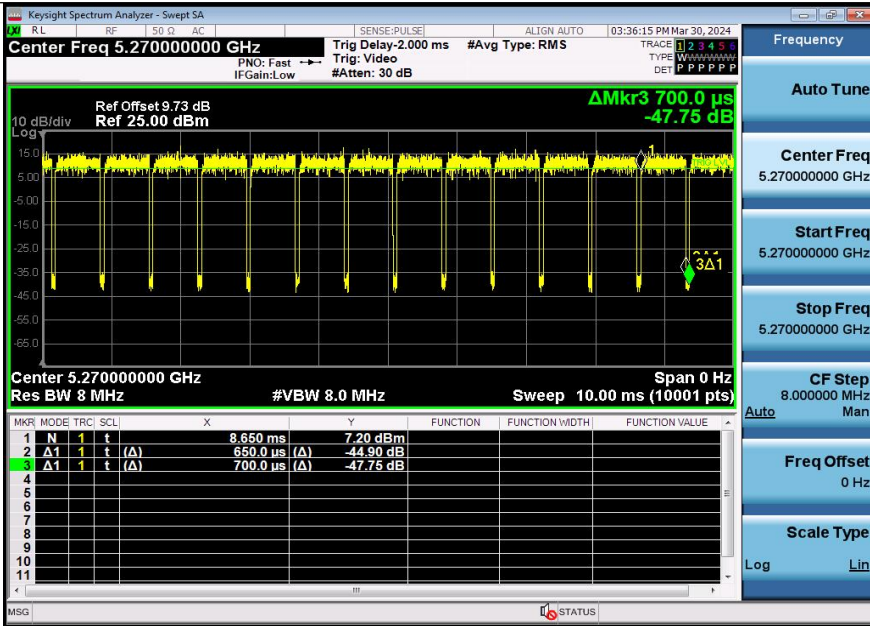 Keysight Spectrum Analyzer - Swept SA
LXI RL RF 50 Ω AC SENSE:PULSE ALIGN AUTO 03:36:15 PM Mar 30, 2024
Center Freq 5.270000000 GHz
PNO: Fast
IFGain:Low
Trig Delay-2.000 ms
Trig: Video
#Atten: 30 dB
#Avg Type: RMS
TRACE 1 2 3 4 5 6
TYPE WWWWWW
DET P P P P P P
Ref Offset 9.73 dB
10 dB/div Ref 25.00 dBm
Log
ΔMkr3 700.0 µs
-47.75 dB
15.0
5.00
-5.00
-15.0
-25.0
-35.0
-45.0
-55.0
-65.0
1
3Δ1
Center 5.270000000 GHz Span 0 Hz
Res BW 8 MHz #VBW 8.0 MHz Sweep 10.00 ms (10001 pts)
MKR MODE TRC SCL X Y FUNCTION FUNCTION WIDTH FUNCTION VALUE
1 N 1 t 8.650 ms 7.20 dBm
2 Δ1 1 t (Δ) 650.0 µs (Δ) -44.90 dB
3 Δ1 1 t (Δ) 700.0 µs (Δ) -47.75 dB
4
5
6
7
8
9
10
11
MSG STATUS
Frequency
Auto Tune
Center Freq
5.270000000 GHz
Start Freq
5.270000000 GHz
Stop Freq
5.270000000 GHz
CF Step
8.000000 MHz
Auto Man
Freq Offset
0 Hz
Scale Type
Log Lin